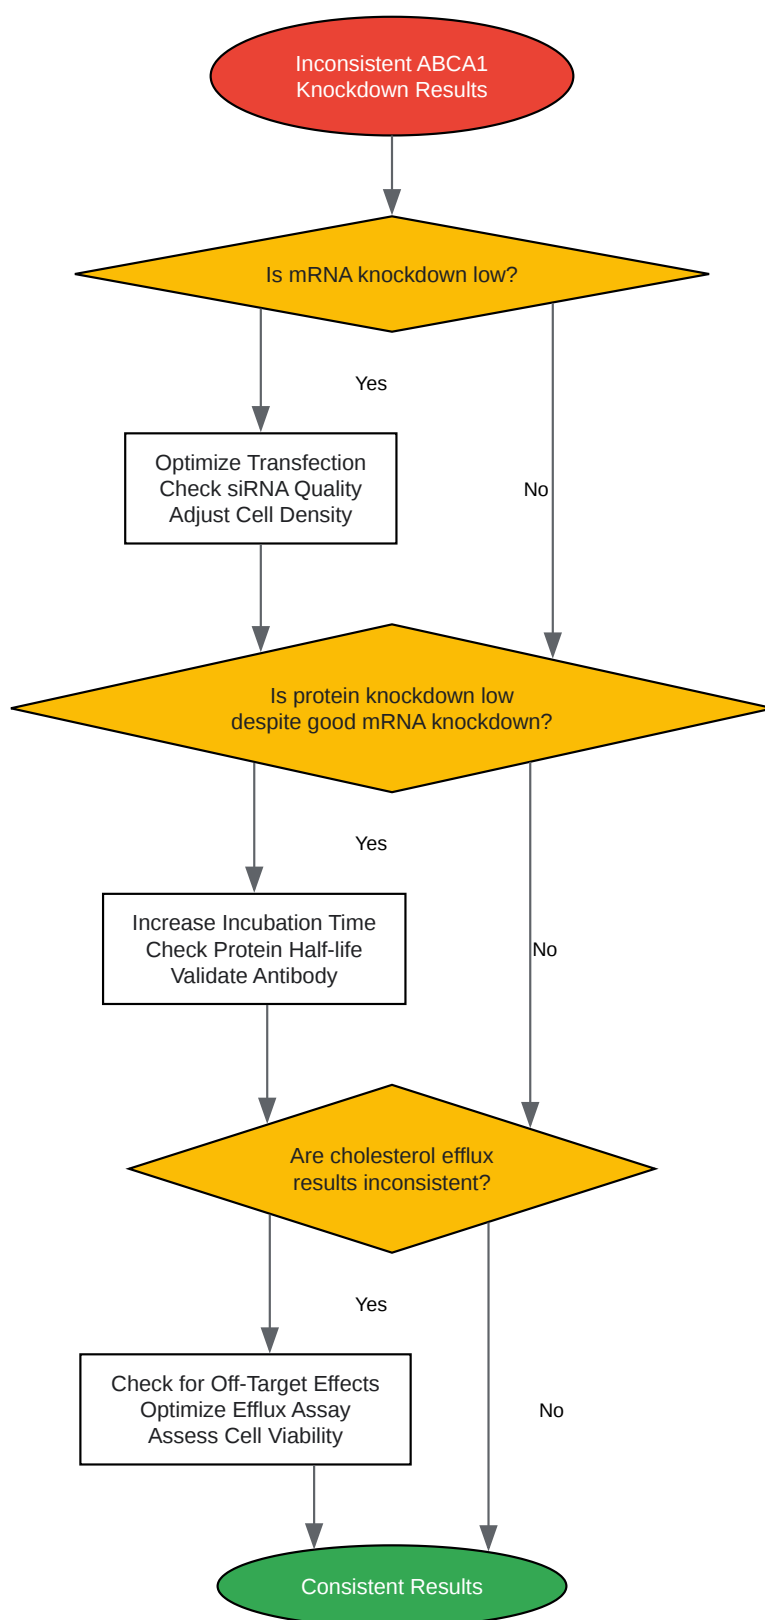 Inconsistent ABCA1
Knockdown Results
Is mRNA knockdown low?
Yes
Optimize Transfection
Check siRNA Quality
Adjust Cell Density
No
Is protein knockdown low
despite good mRNA knockdown?
Yes
Increase Incubation Time
Check Protein Half-life
Validate Antibody
No
Are cholesterol efflux
results inconsistent?
Yes
Check for Off-Target Effects
Optimize Efflux Assay
Assess Cell Viability
No
Consistent Results